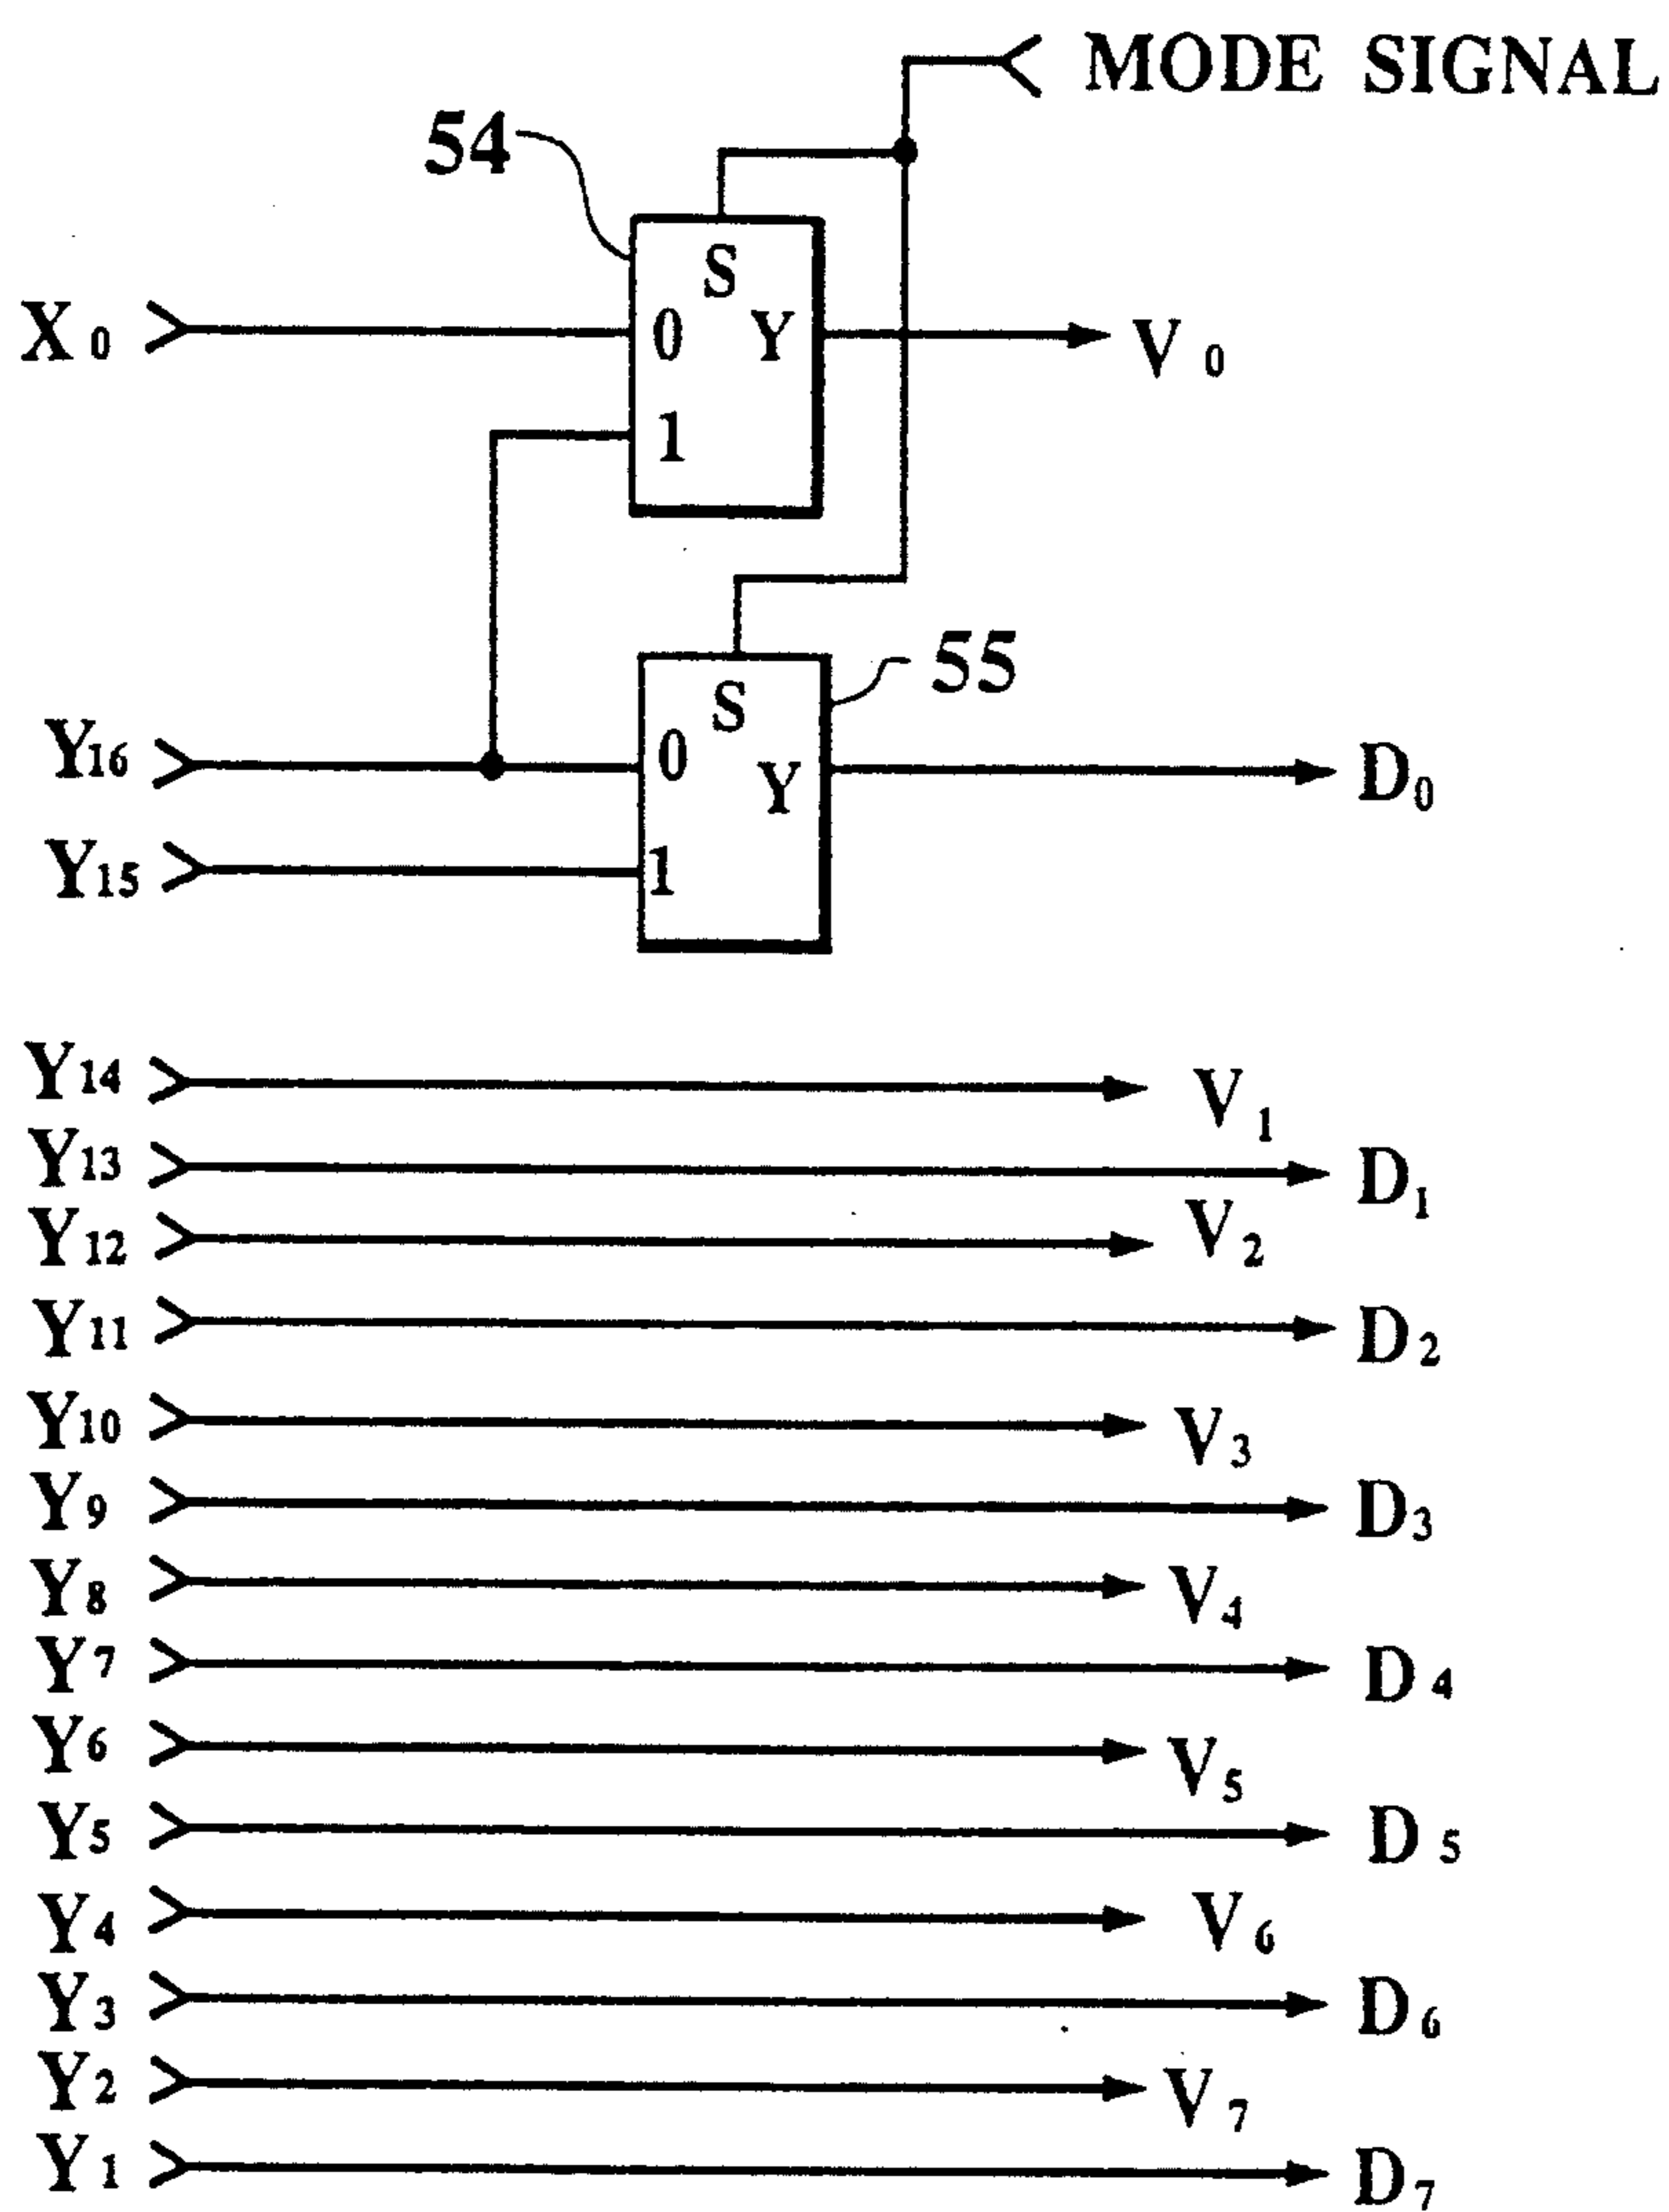 MODE SIGNAL
54
S
X0 0 Y V0
1
55
S
Y16 0 Y D0
Y15 1
Y14 V1
Y13 D1
Y12 V2
Y11 D2
Y10 V3
Y9 D3
Y8 V4
Y7 D4
Y6 V5
Y5 D5
Y4 V6
Y3 D6
Y2 V7
Y1 D7